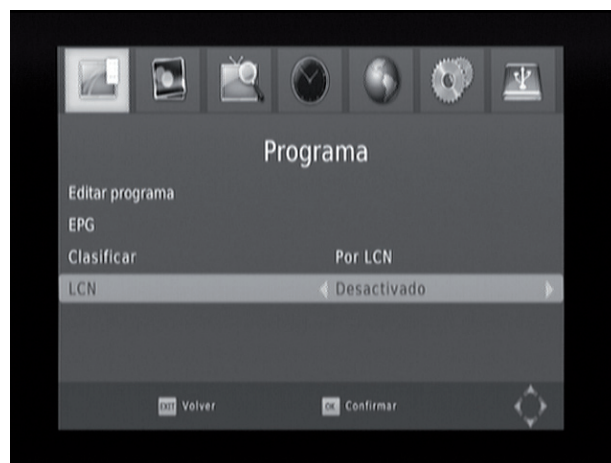 Programa
Editar programa
EPG
Clasificar Por LCN
LCN Desactivado
EXIT Volver OK Confirmar